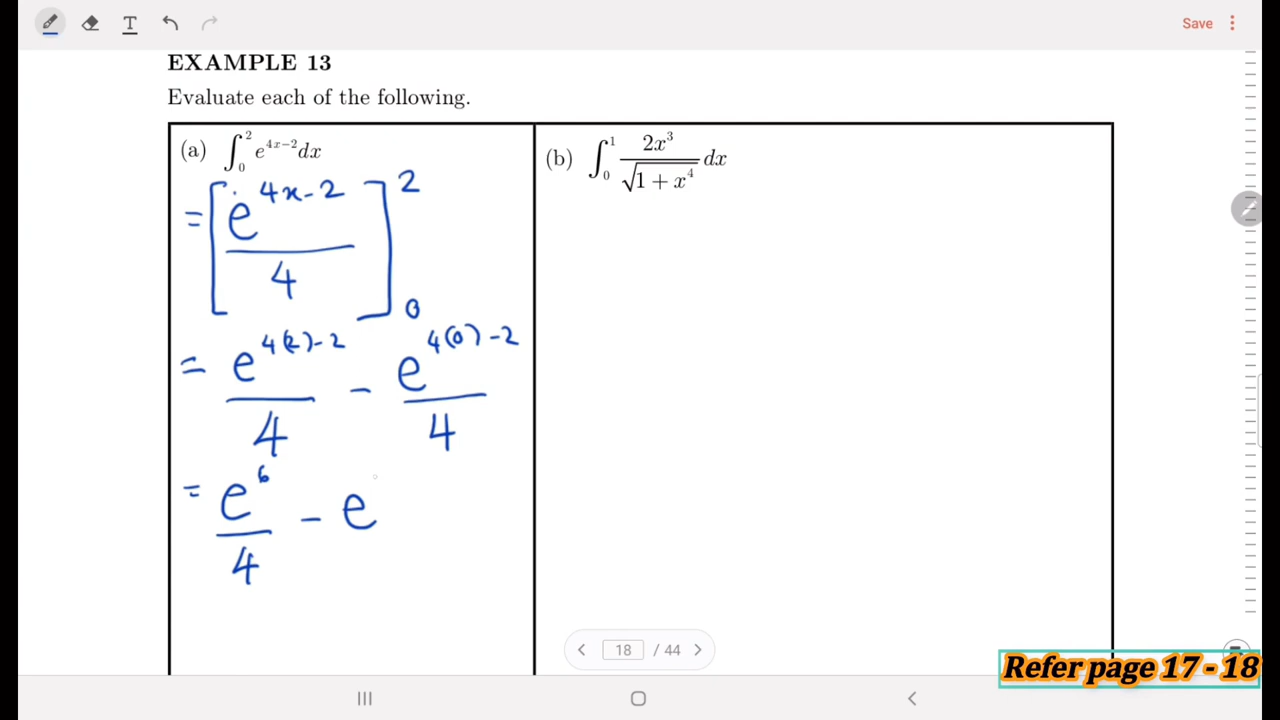 Save
EXAMPLE 13
Evaluate each of the following.
(a) ∫₀² e^{4x−2}dx
= [e^{4x-2}/4]₀²
= e^{4(2)-2}/4 - e^{4(0)-2}/4
= e^6/4 - e
(b) ∫₀¹ 2x³/√(1 + x⁴) dx
18 / 44
Refer page 17 - 18